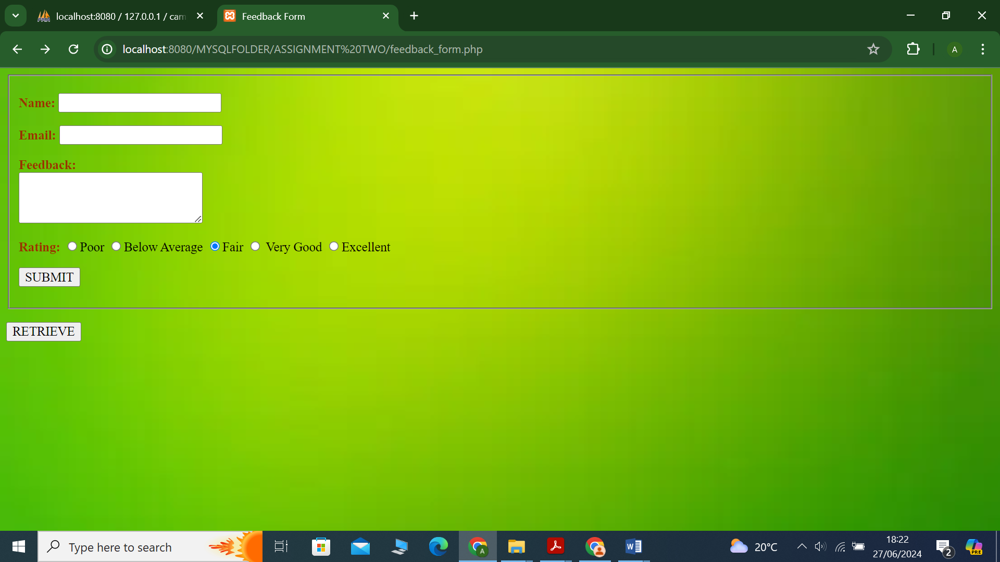 localhost:8080 / 127.0.0.1 / cam
Feedback Form
localhost:8080/MYSQLFOLDER/ASSIGNMENT%20TWO/feedback_form.php
A
Name:
Email:
Feedback:
Rating: Poor Below Average Fair Very Good Excellent
SUBMIT
RETRIEVE
Type here to search
A
W
20°C
18:22
27/06/2024
2
PRE